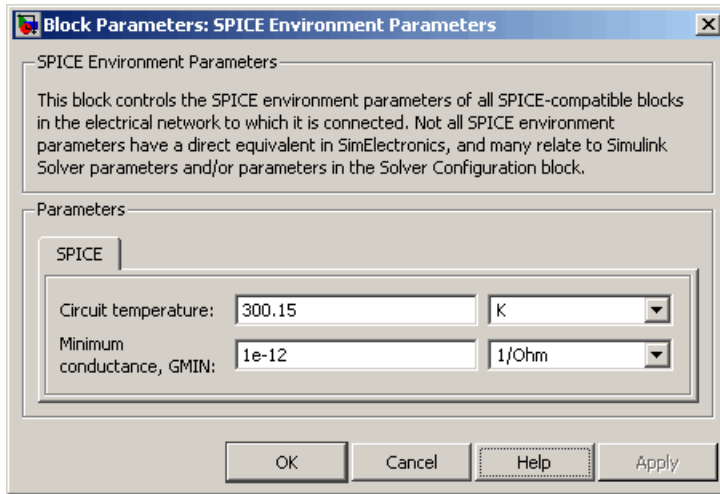 Block Parameters: SPICE Environment Parameters
SPICE Environment Parameters
This block controls the SPICE environment parameters of all SPICE-compatible blocks
in the electrical network to which it is connected. Not all SPICE environment
parameters have a direct equivalent in SimElectronics, and many relate to Simulink
Solver parameters and/or parameters in the Solver Configuration block.
Parameters
SPICE
Circuit temperature: 300.15 K
Minimum
conductance, GMIN: 1e-12 1/Ohm
OK Cancel Help Apply